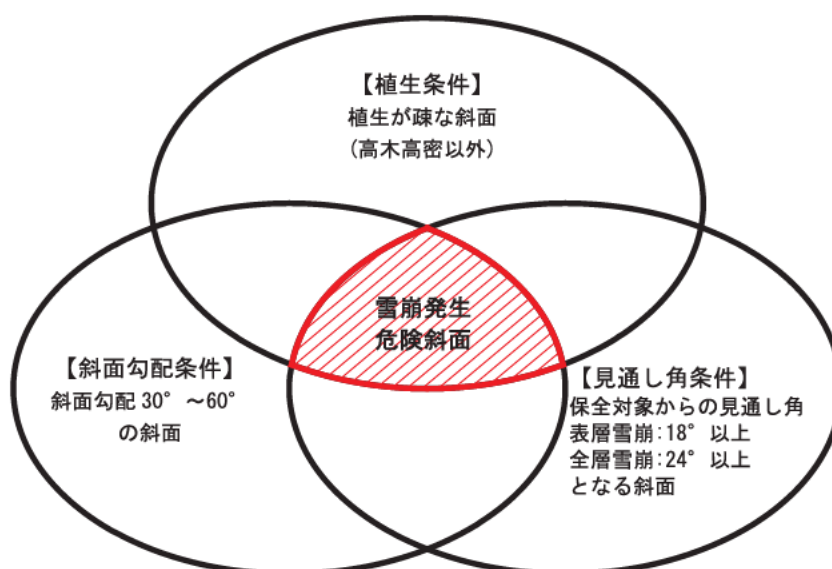 【植生条件】
植生が疎な斜面
(高木高密以外)
雪崩発生
危険斜面
【斜面勾配条件】
斜面勾配30°~60°
の斜面
【見通し角条件】
保全対象からの見通し角
表層雪崩:18°以上
全層雪崩:24°以上
となる斜面